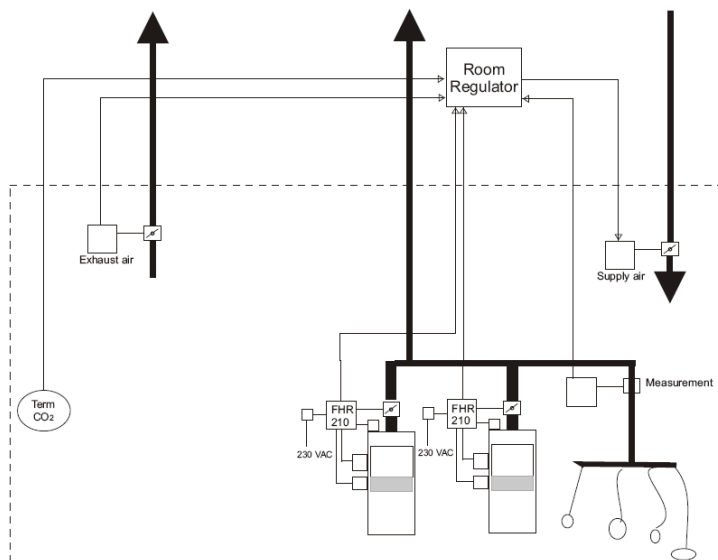 Room
Regulator
Exhaust air
Supply air
Term
CO₂
FHR
210
230 VAC
FHR
210
230 VAC
Measurement